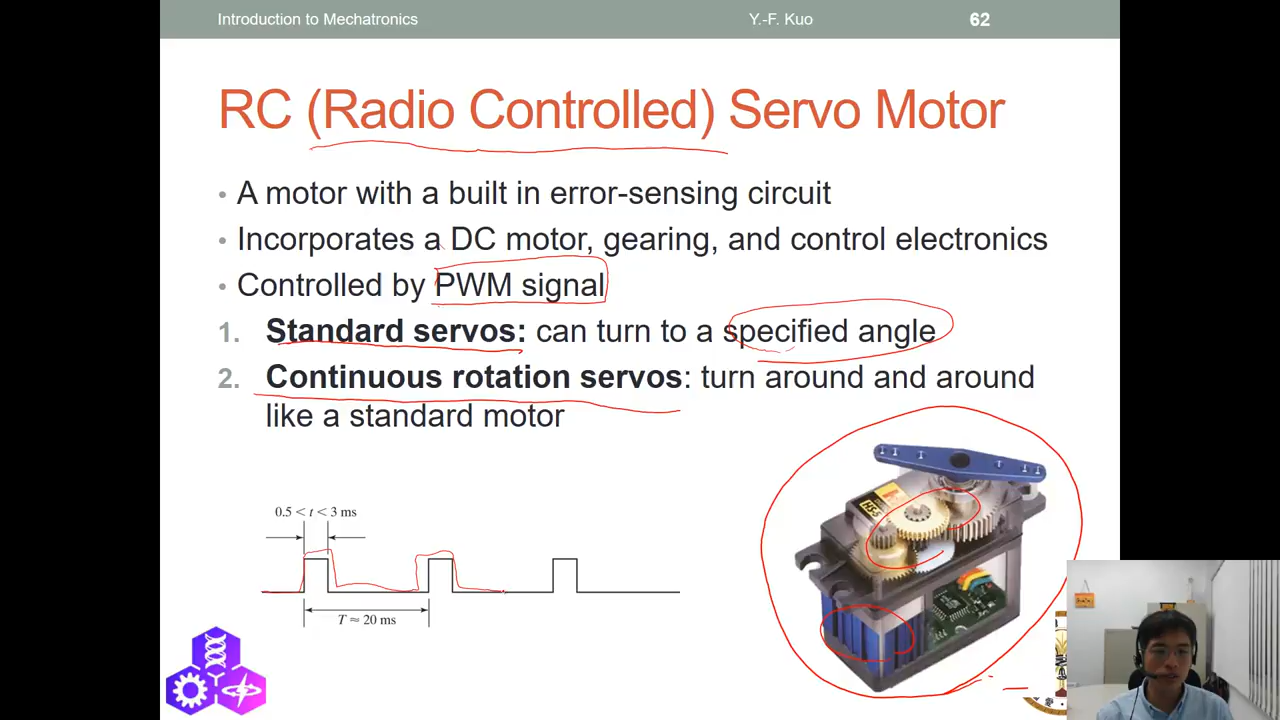 Introduction to Mechatronics Y.-F. Kuo 62
RC (Radio Controlled) Servo Motor
• A motor with a built in error-sensing circuit
• Incorporates a DC motor, gearing, and control electronics
• Controlled by PWM signal
1. Standard servos: can turn to a specified angle
2. Continuous rotation servos: turn around and around
like a standard motor
0.5 < t < 3 ms
T ≈ 20 ms